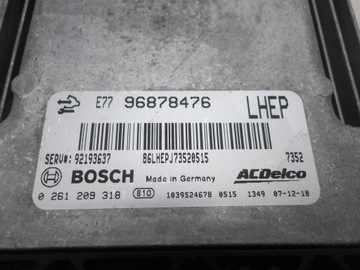 E77 96878476 LHEP
SERV#: 92193637 86LHEPJ73520515 7352
BOSCH Made in Germany ACDelco
0 261 209 318 810 1039S24678 0515 1349 07-12-18